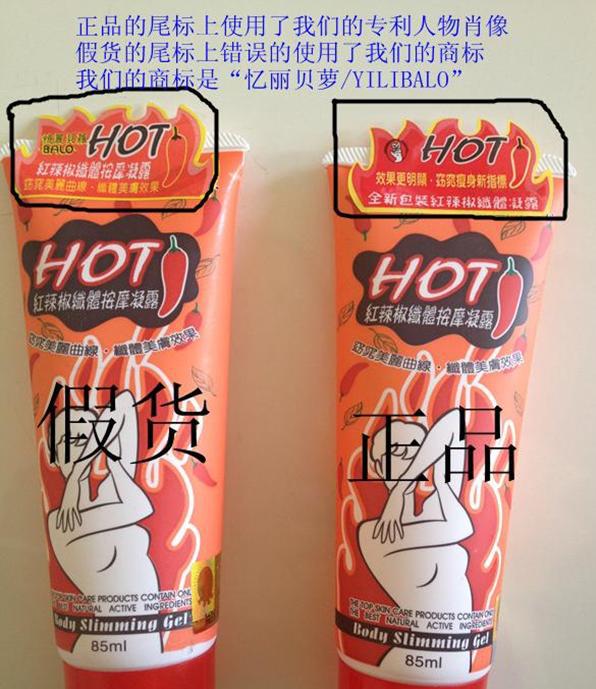 正品的尾标上使用了我们的专利人物肖像
假货的尾标上错误的使用了我们的商标
我们的商标是“忆丽贝萝/YILIBALO”
BALO HOT
紅辣椒纖體按摩凝露
窈窕美麗曲線·纖體美膚效果
HOT
紅辣椒纖體按摩凝露
窈窕美麗曲線·纖體美膚效果
假货
SKIN CARE PRODUCTS CONTAIN ONL
BEST NATURAL ACTIVE INGREDIENTS
Body Slimming Gel
85ml
HOT
效果更明顯·窈窕瘦身新指標
全新包裝紅辣椒纖體凝露
HOT
紅辣椒纖體按摩凝露
窈窕美麗曲線·纖體美膚效果
正品
THE TOP SKIN CARE PRODUCTS CONTAIN ONL
THE BEST NATURAL ACTIVE INGREDIENTS
Body Slimming Gel
85ml